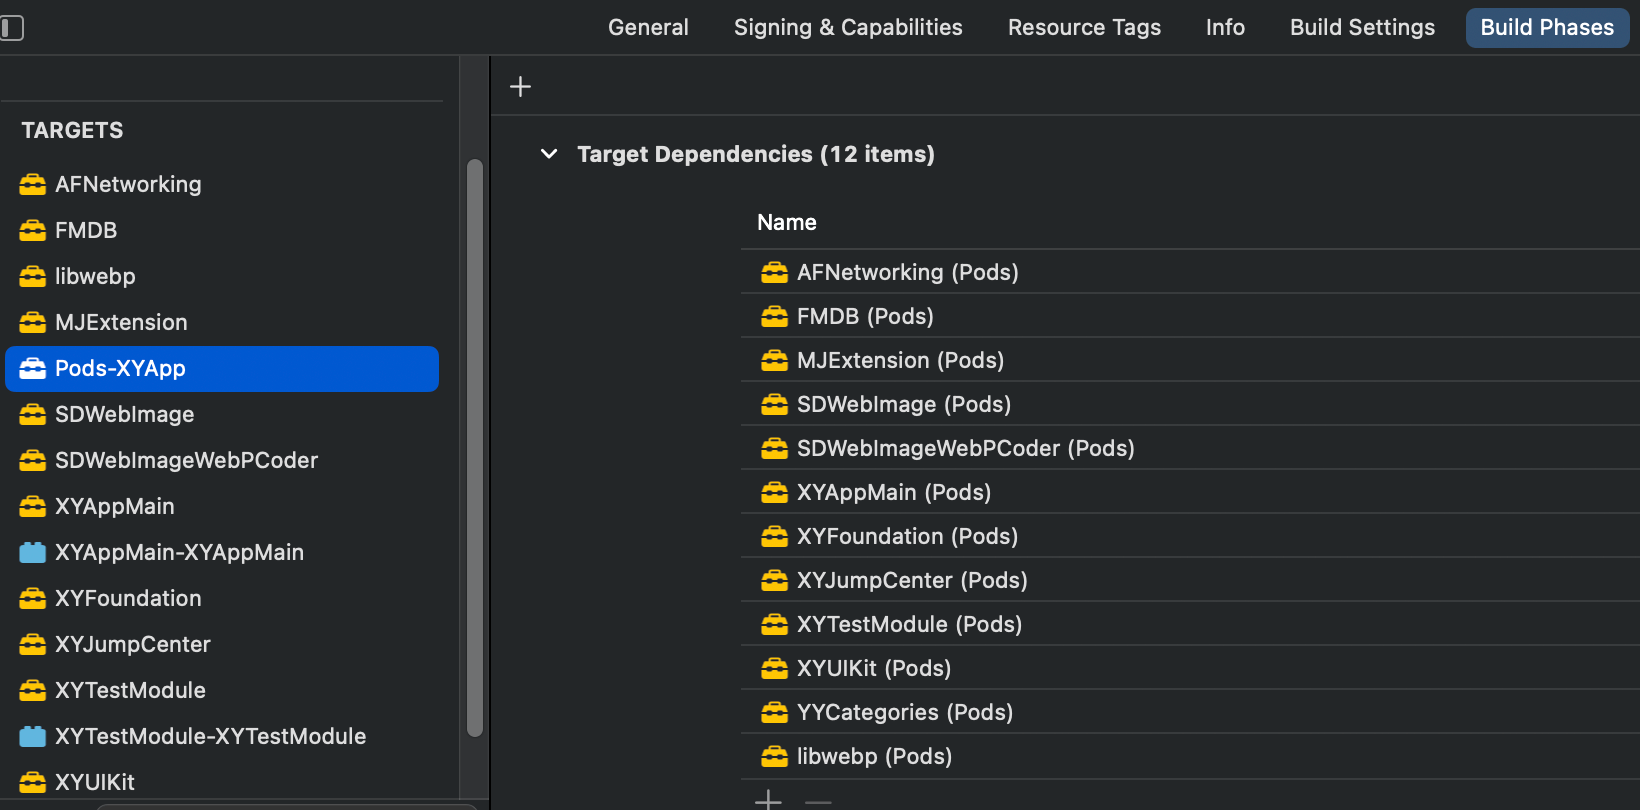 General
Signing & Capabilities
Resource Tags
Info
Build Settings
Build Phases
TARGETS
AFNetworking
FMDB
libwebp
MJExtension
Pods-XYApp
SDWebImage
SDWebImageWebPCoder
XYAppMain
XYAppMain-XYAppMain
XYFoundation
XYJumpCenter
XYTestModule
XYTestModule-XYTestModule
XYUIKit
Target Dependencies (12 items)
Name
AFNetworking (Pods)
FMDB (Pods)
MJExtension (Pods)
SDWebImage (Pods)
SDWebImageWebPCoder (Pods)
XYAppMain (Pods)
XYFoundation (Pods)
XYJumpCenter (Pods)
XYTestModule (Pods)
XYUIKit (Pods)
YYCategories (Pods)
libwebp (Pods)